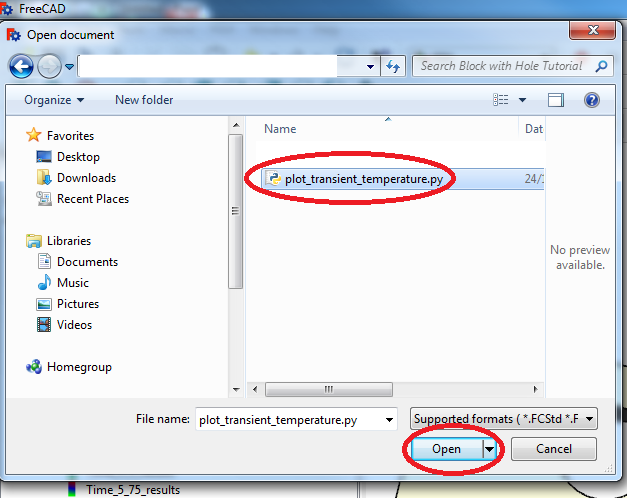 FreeCAD
Open document
Search Block with Hole Tutorial
Organize
New folder
Name
Dat
Favorites
Desktop
Downloads
Recent Places
Libraries
Documents
Music
Pictures
Videos
Homegroup
plot_transient_temperature.py
24/
No preview
available.
File name:
plot_transient_temperature.py
Supported formats ( *.FCStd *.F
Open
Cancel
Time_5_75_results